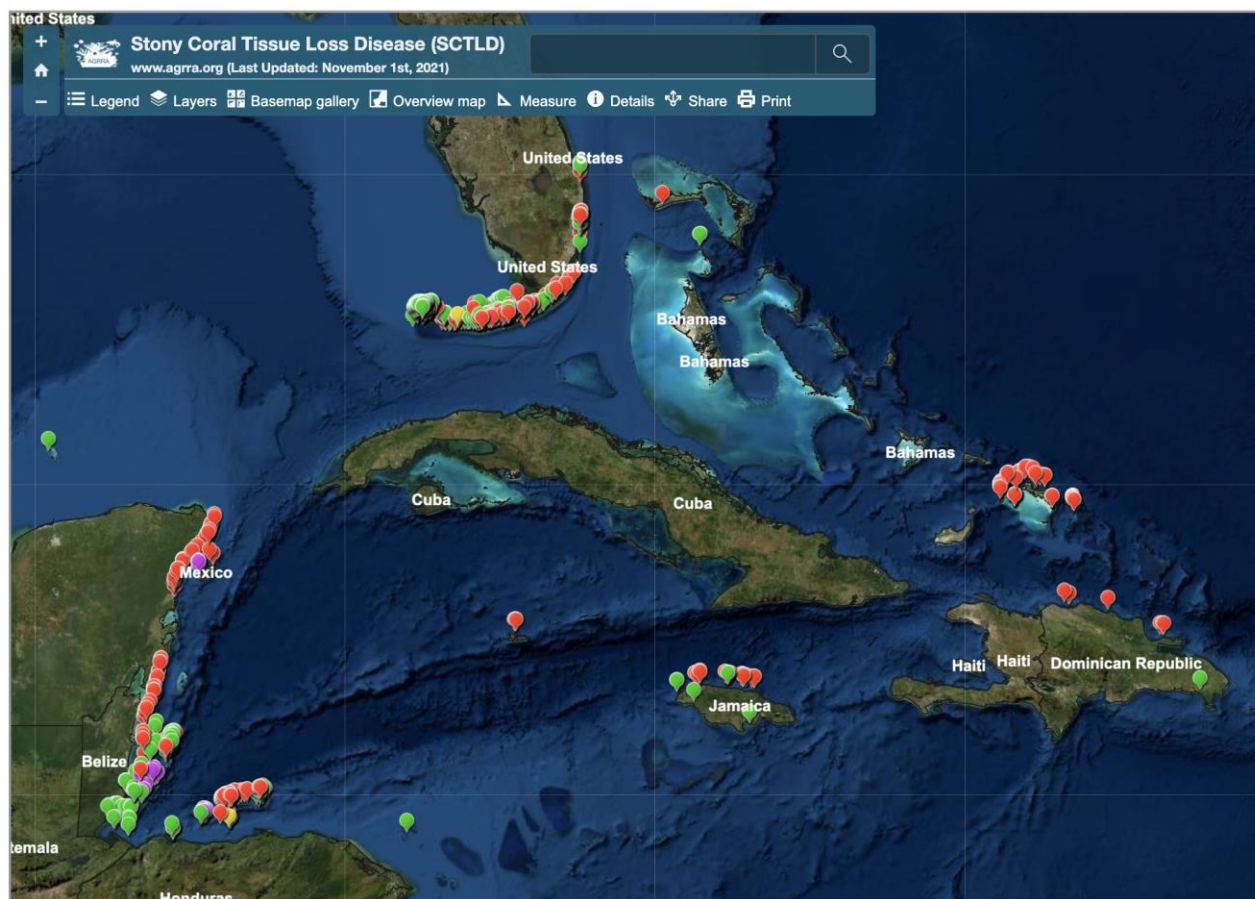 nited States
Stony Coral Tissue Loss Disease (SCTLD)
AGRRA
www.agrra.org (Last Updated: November 1st, 2021)
Legend Layers Basemap gallery Overview map Measure Details Share Print
United States
United States
Bahamas
Bahamas
Bahamas
Cuba
Cuba
Mexico
Haiti
Haiti
Dominican Republic
Jamaica
Belize
temala
Honduras